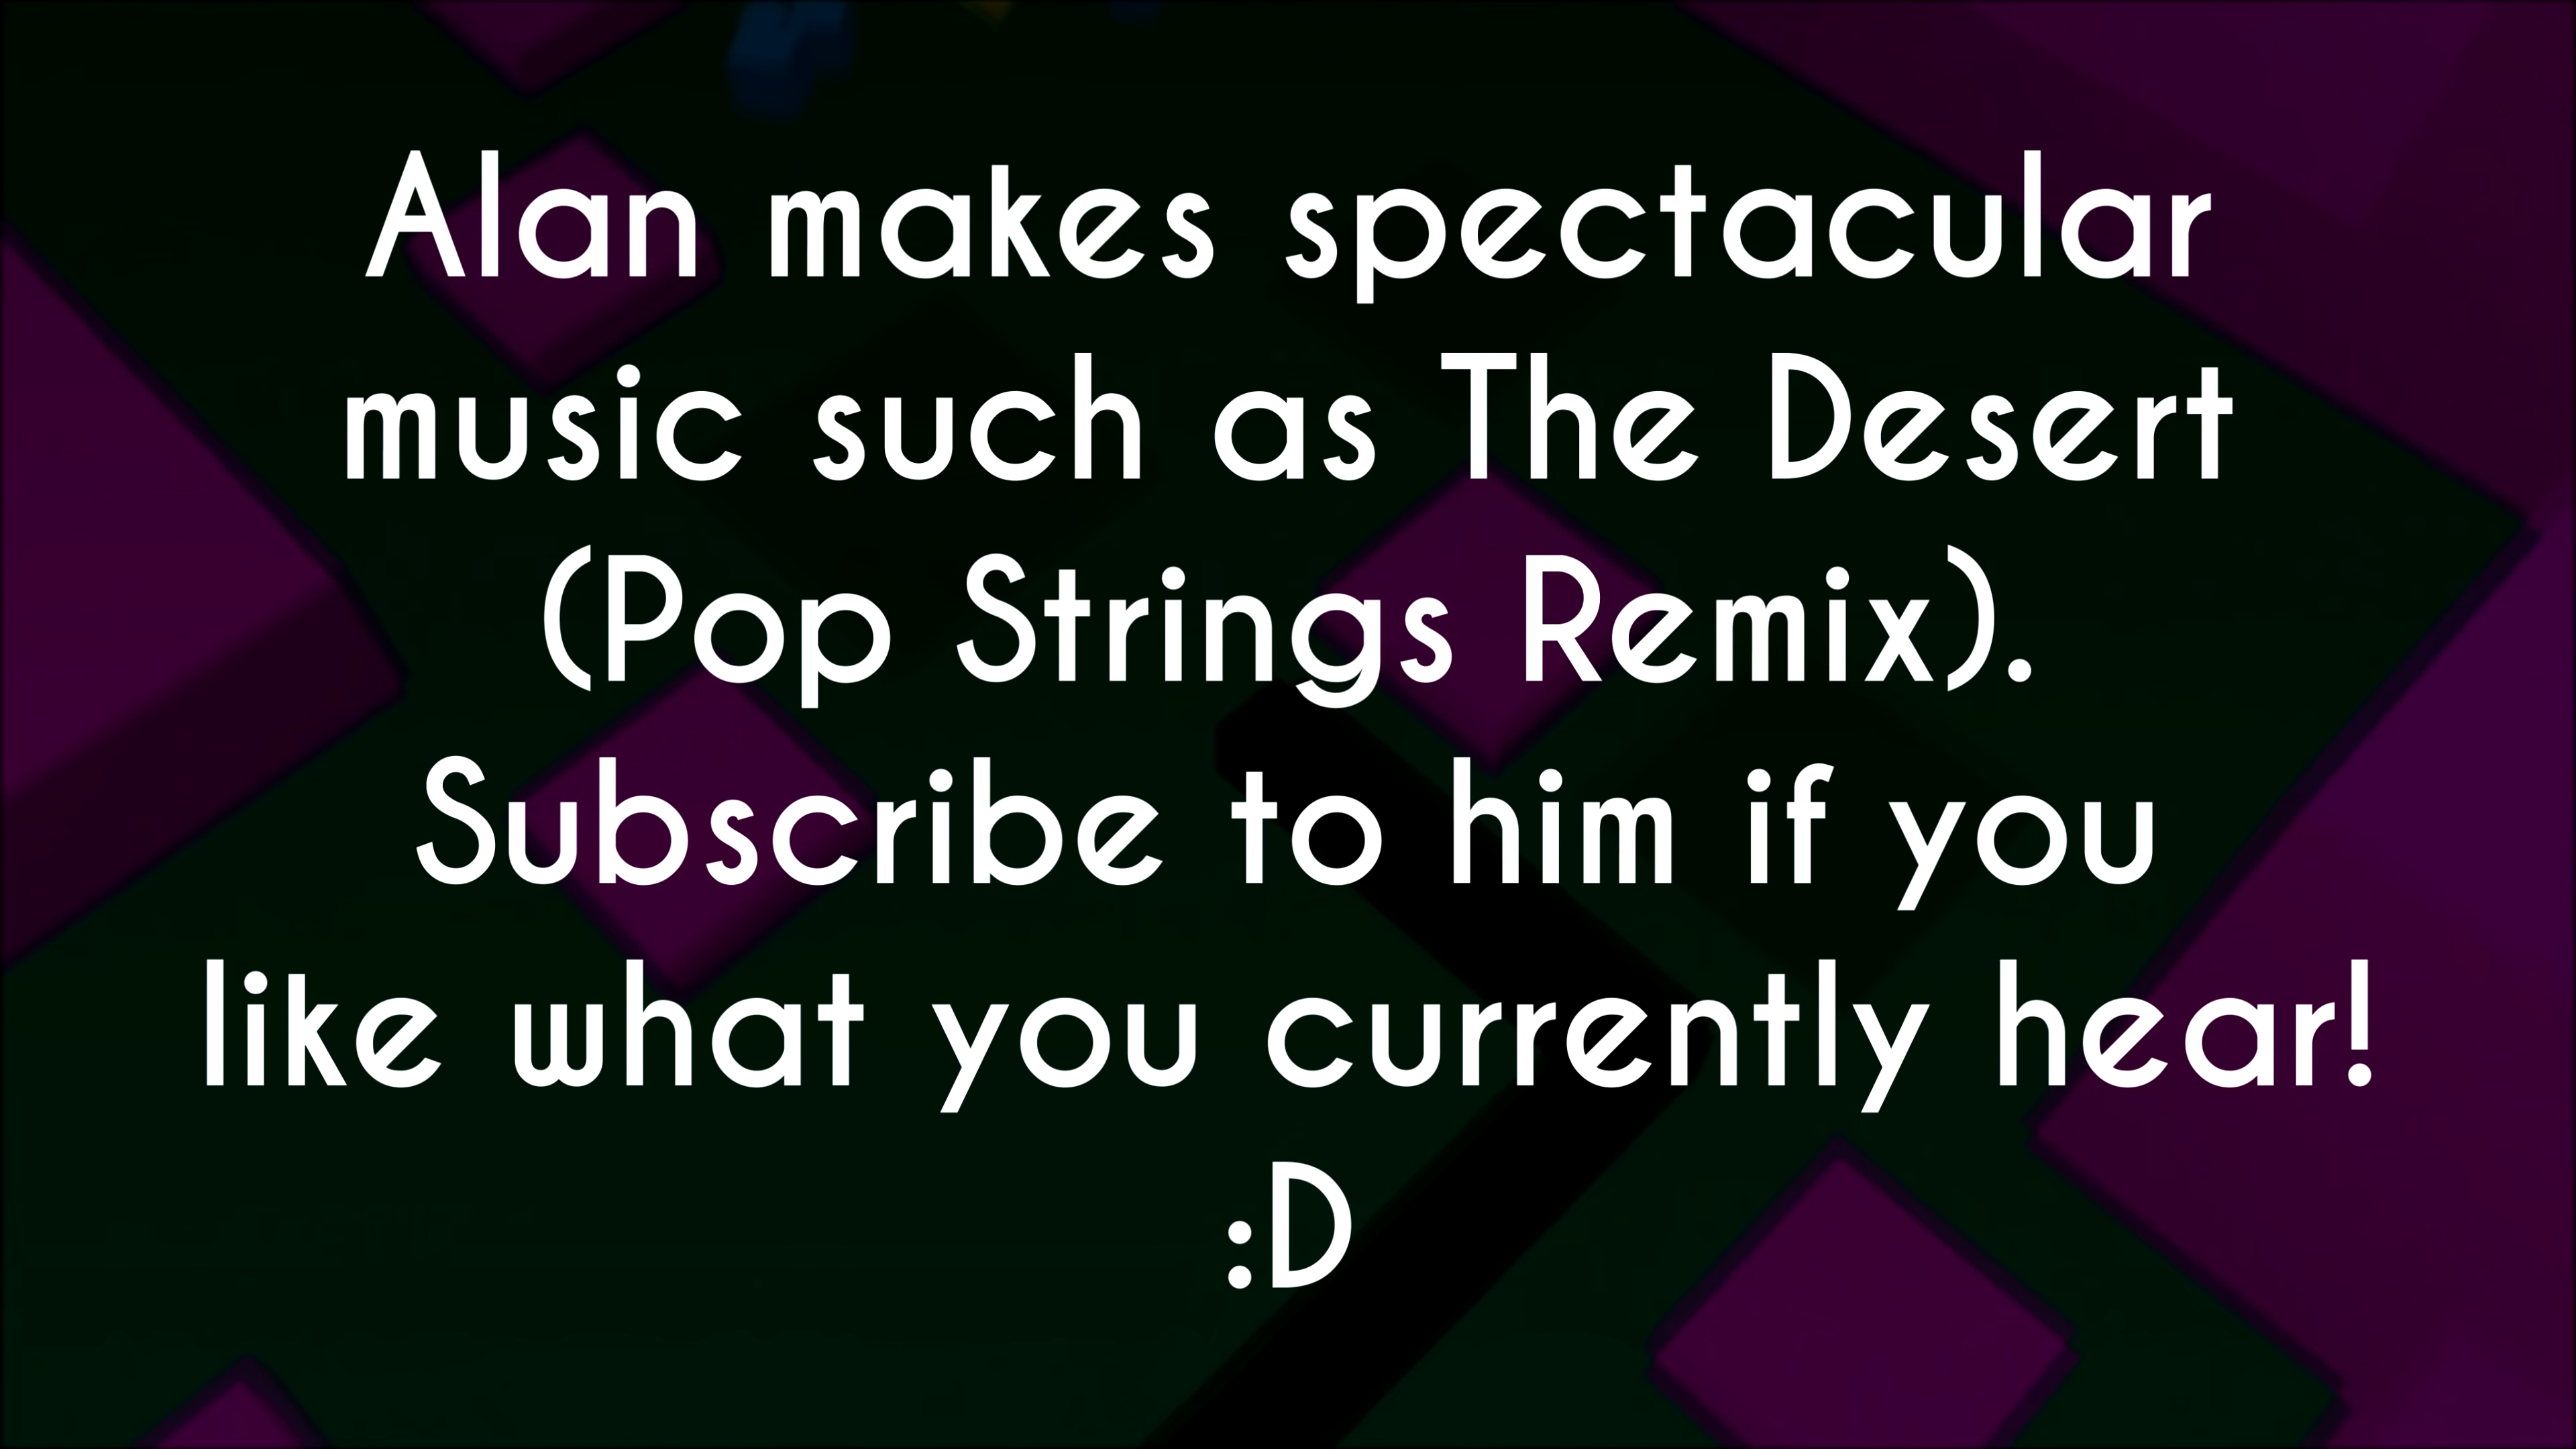 Alan makes spectacular
music such as The Desert
(Pop Strings Remix).
Subscribe to him if you
like what you currently hear!
:D